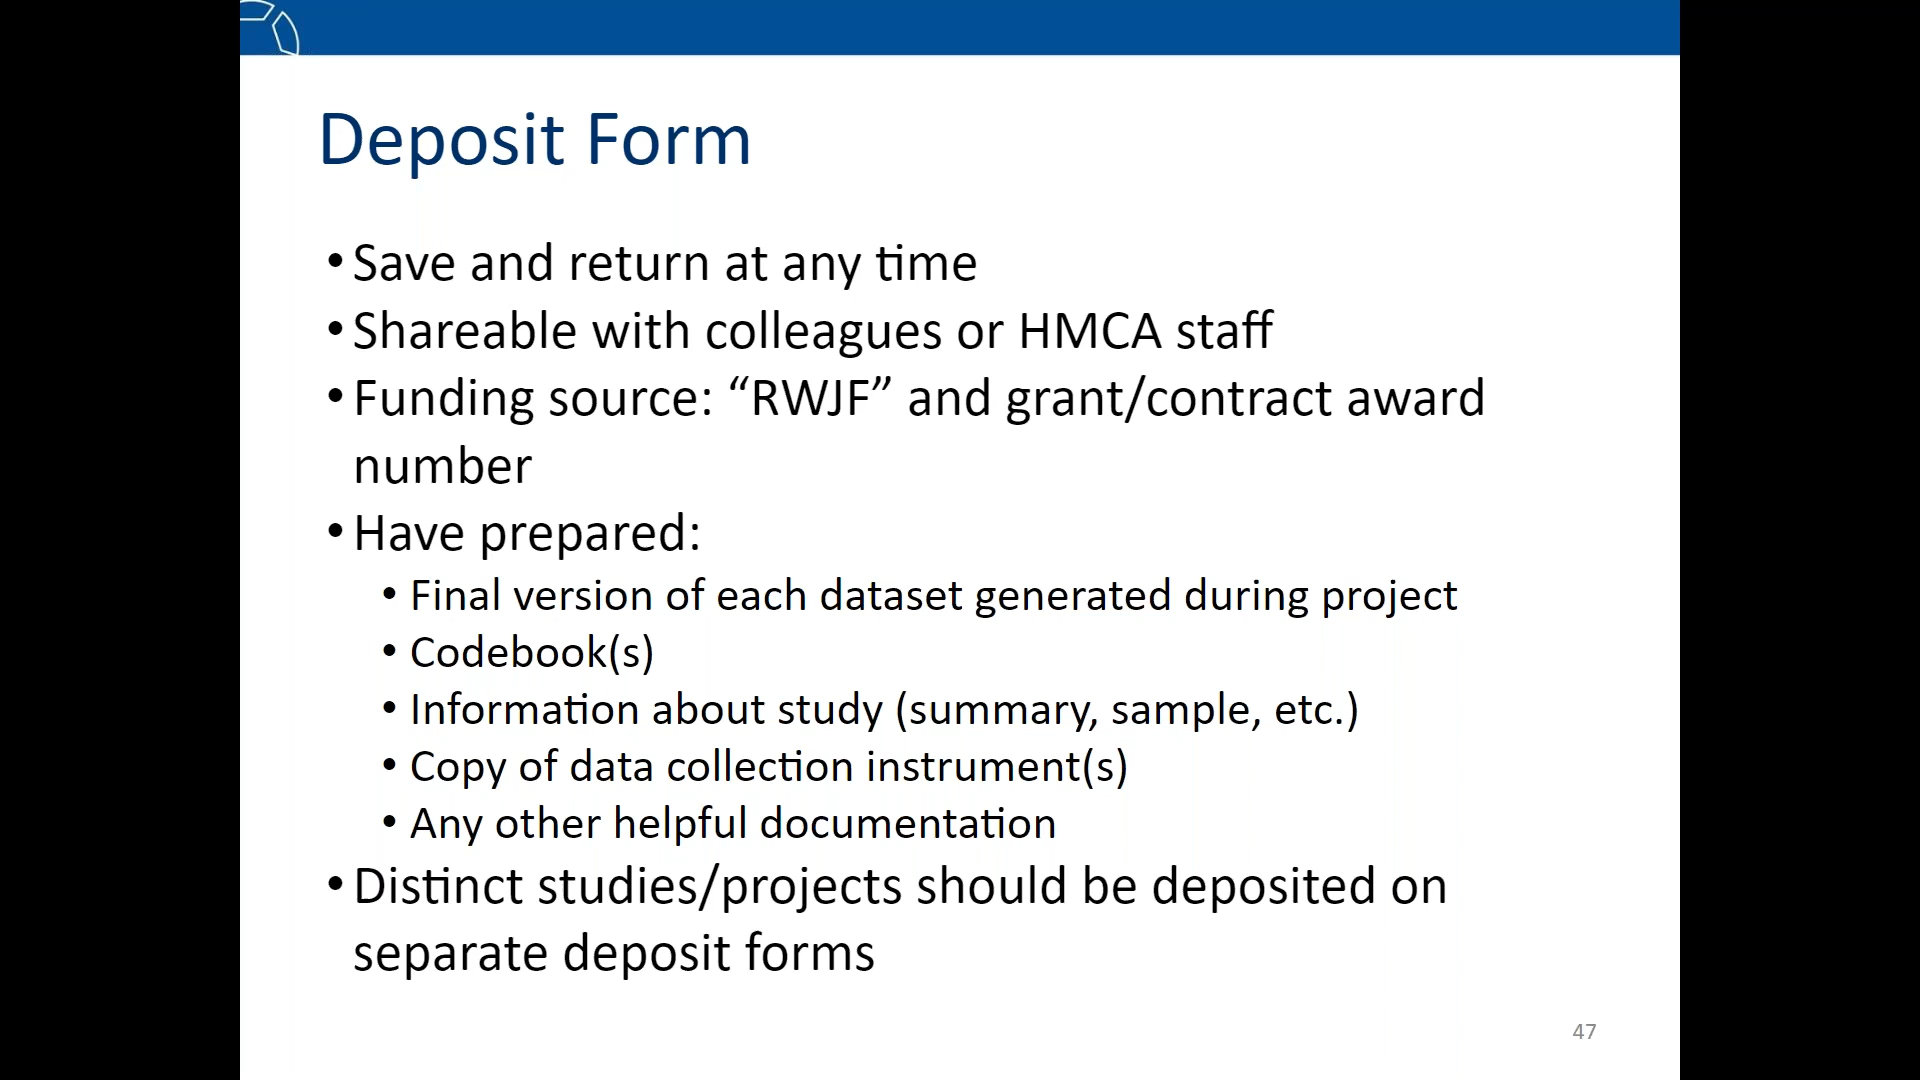 Deposit Form
• Save and return at any time
• Shareable with colleagues or HMCA staff
• Funding source: “RWJF” and grant/contract award
number
• Have prepared:
• Final version of each dataset generated during project
• Codebook(s)
• Information about study (summary, sample, etc.)
• Copy of data collection instrument(s)
• Any other helpful documentation
• Distinct studies/projects should be deposited on
separate deposit forms
47